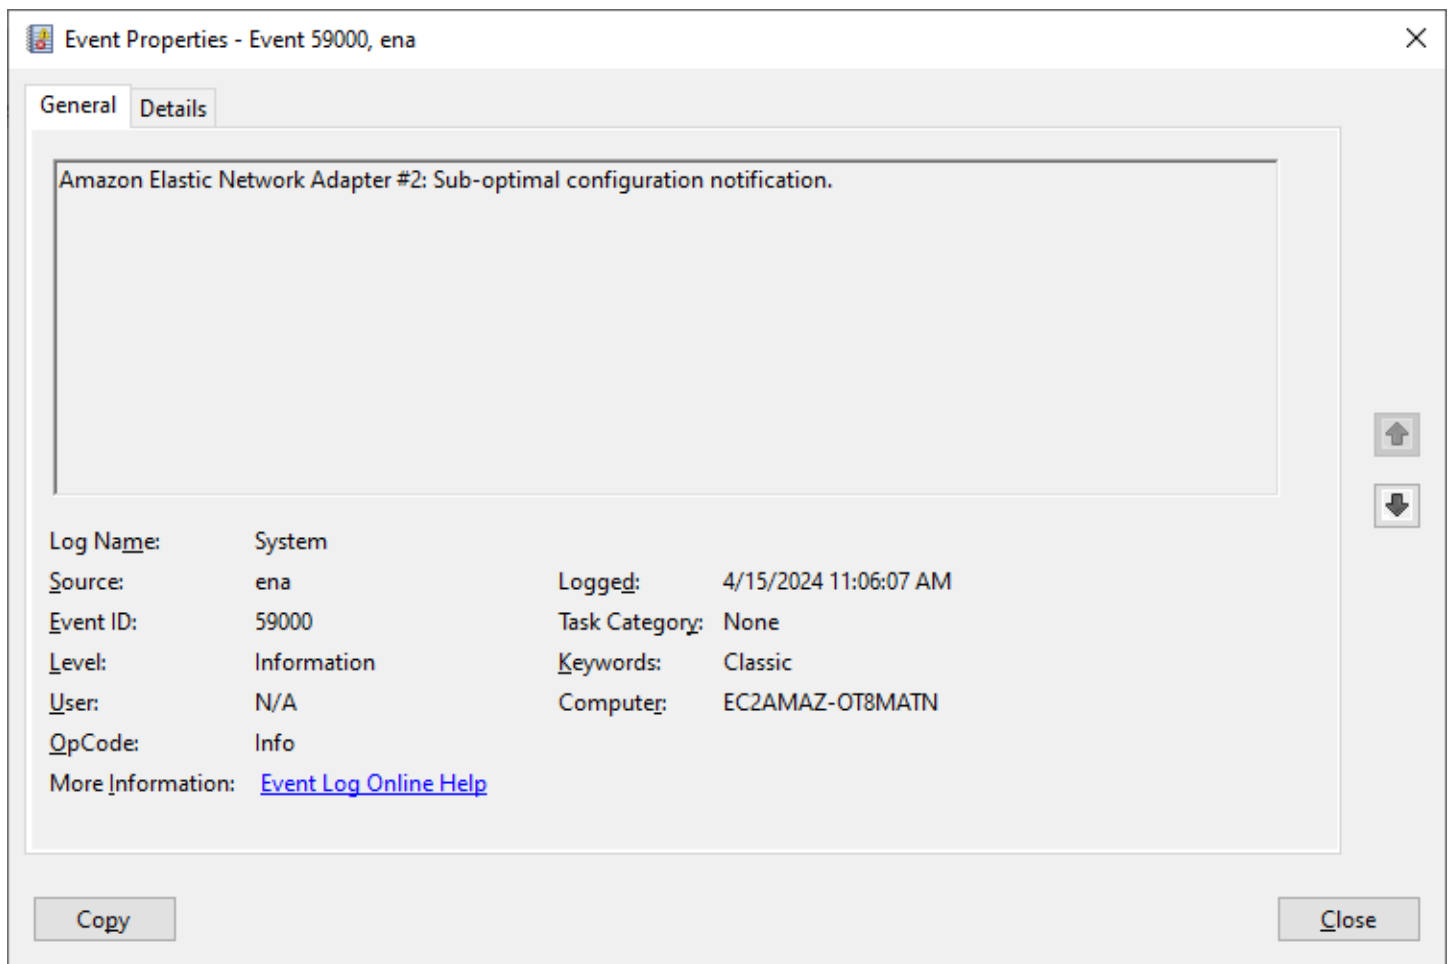 Event Properties - Event 59000, ena
General Details
Amazon Elastic Network Adapter #2: Sub-optimal configuration notification.
Log Name: System
Source: ena Logged: 4/15/2024 11:06:07 AM
Event ID: 59000 Task Category: None
Level: Information Keywords: Classic
User: N/A Computer: EC2AMAZ-OT8MATN
OpCode: Info
More Information: Event Log Online Help
Copy Close